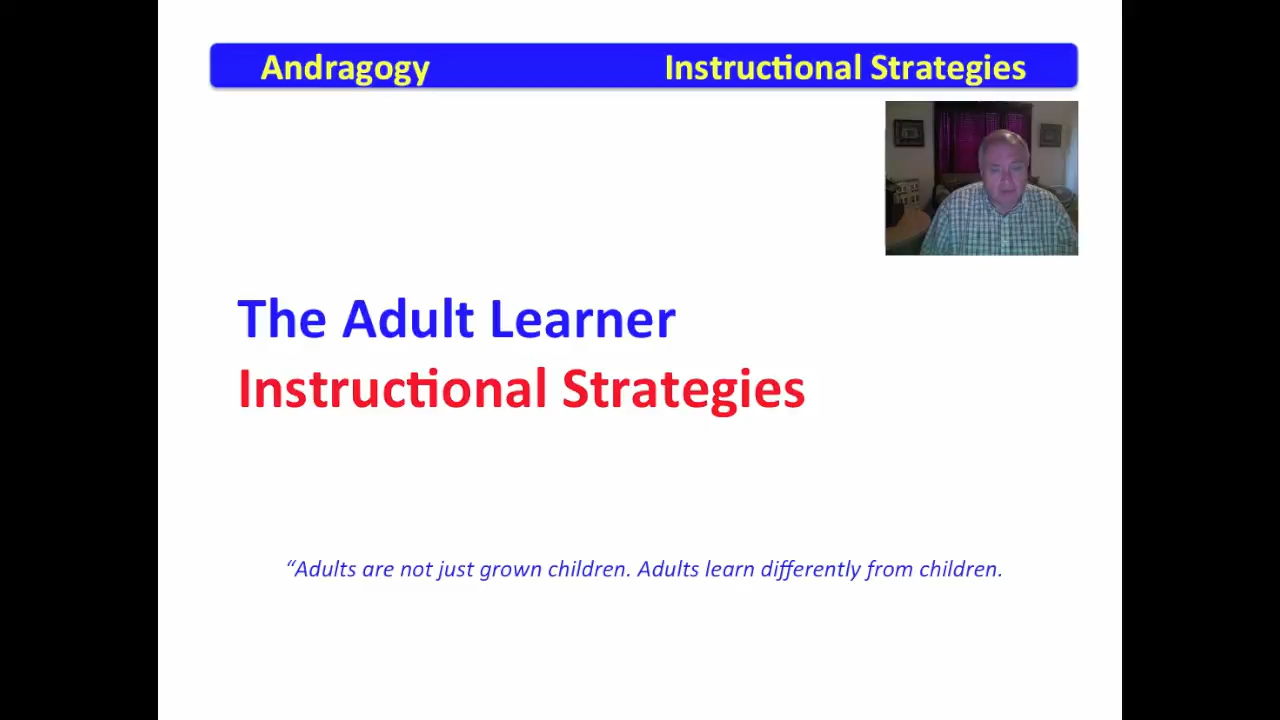 Andragogy Instructional Strategies
The Adult Learner
Instructional Strategies
“Adults are not just grown children. Adults learn differently from children.